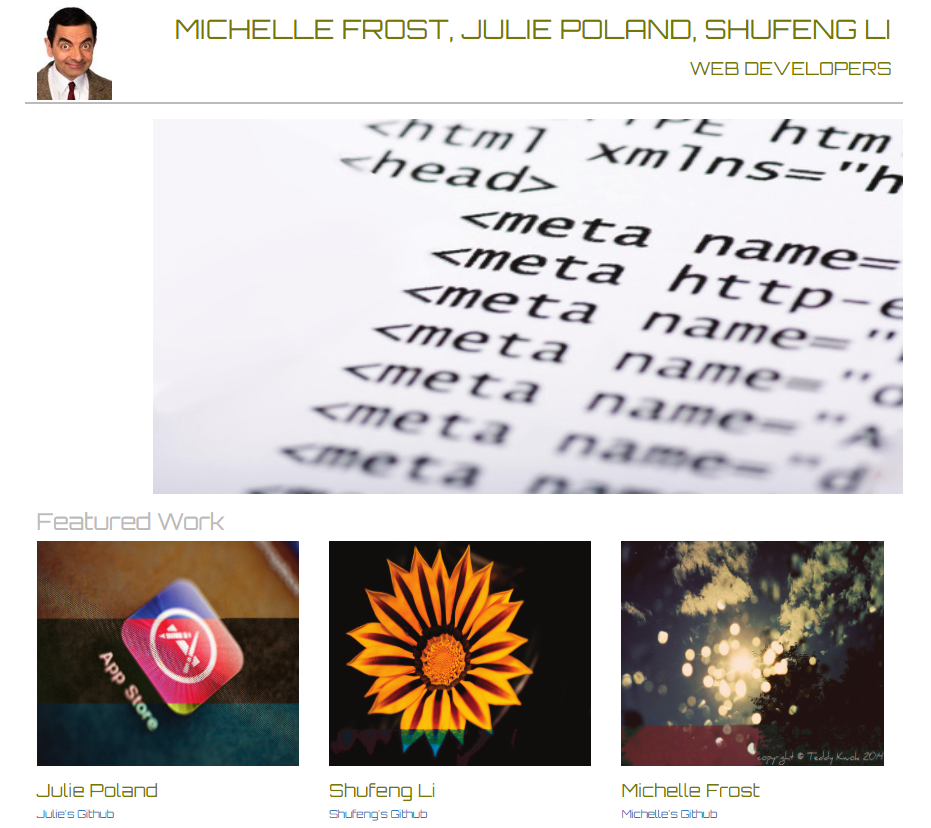 MICHELLE FROST, JULIE POLAND, SHUFENG LI
WEB DEVELOPERS
TYPE htm
<html xmlns="h
<head>
<meta name=
<meta http-e
<meta name="
<meta name="d
<meta name="A
<meta name="d
<meta
Featured Work
App Store
copyright © Teddy Kwok 2014
Julie Poland
Shufeng Li
Michelle Frost
Julie's Github
Shufeng's Github
Michelle's Github